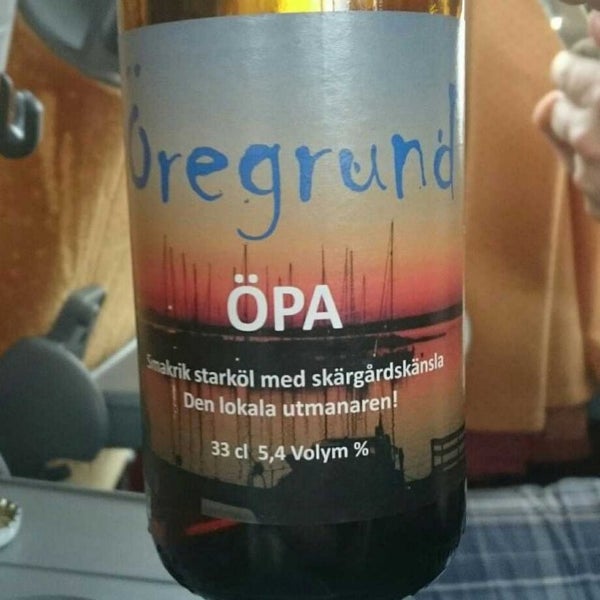 Öregrund
ÖPA
Smakrik starköl med skärgårdskänsla
Den lokala utmanaren!
33 cl 5,4 Volym %